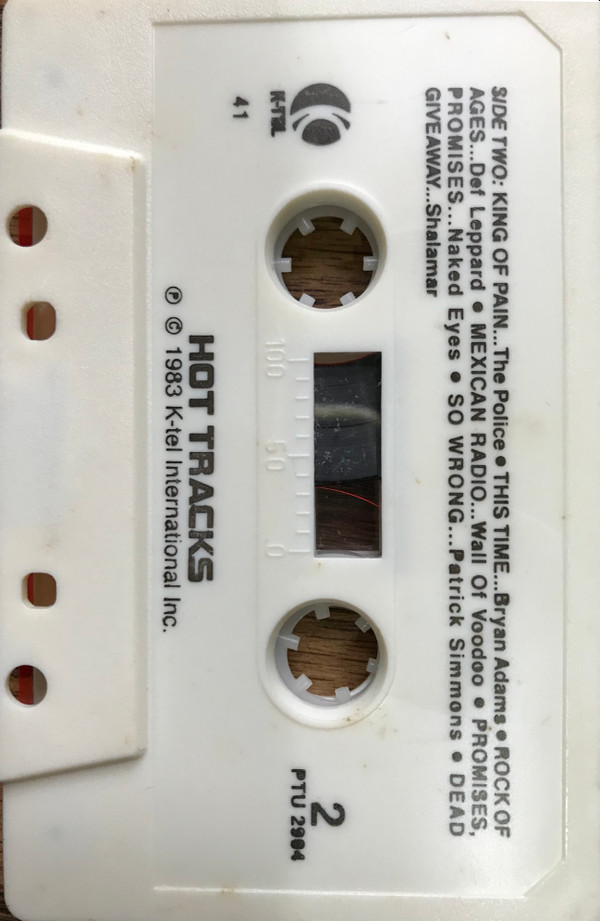 SIDE TWO: KING OF PAIN...The Police ● THIS TIME...Bryan Adams ● ROCK OF
AGES...Def Leppard ● MEXICAN RADIO...Wall Of Voodoo ● PROMISES,
PROMISES...Naked Eyes ● SO WRONG...Patrick Simmons ● DEAD
GIVEAWAY...Shalamar
K-tel
41
100 50 0
2
PTU 2904
HOT TRACKS
℗ © 1983 K-tel International Inc.